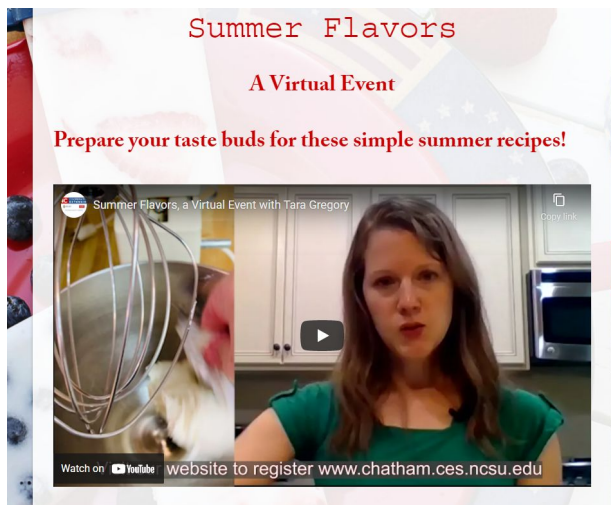 Summer Flavors
A Virtual Event
Prepare your taste buds for these simple summer recipes!
Summer Flavors, a Virtual Event with Tara Gregory
Copy link
Watch on YouTube
website to register www.chatham.ces.ncsu.edu